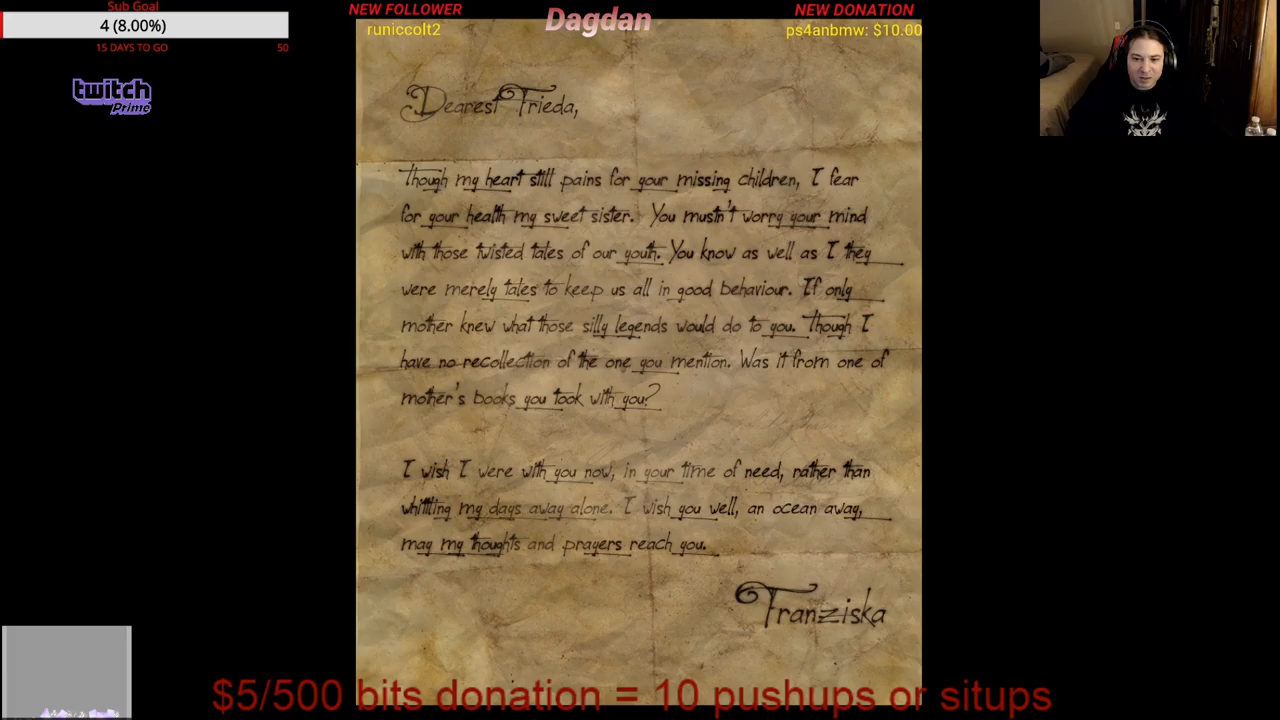 Sub Goal
4 (8.00%)
15 DAYS TO GO 50
twitch
Prime
NEW FOLLOWER
runiccolt2
Dagdan
NEW DONATION
ps4anbmw: $10.00
Dearest Frieda,
Though my heart still pains for your missing children, I fear
for your health my sweet sister. You mustn't worry your mind
with those twisted tales of our youth. You know as well as I they
were merely tales to keep us all in good behaviour. If only
mother knew what those silly legends would do to you. Though I
have no recollection of the one you mention. Was it from one of
mother's books you took with you?
I wish I were with you now, in your time of need, rather than
whittling my days away alone. I wish you well, an ocean away,
may my thoughts and prayers reach you.
Franziska
$5/500 bits donation = 10 pushups or situps